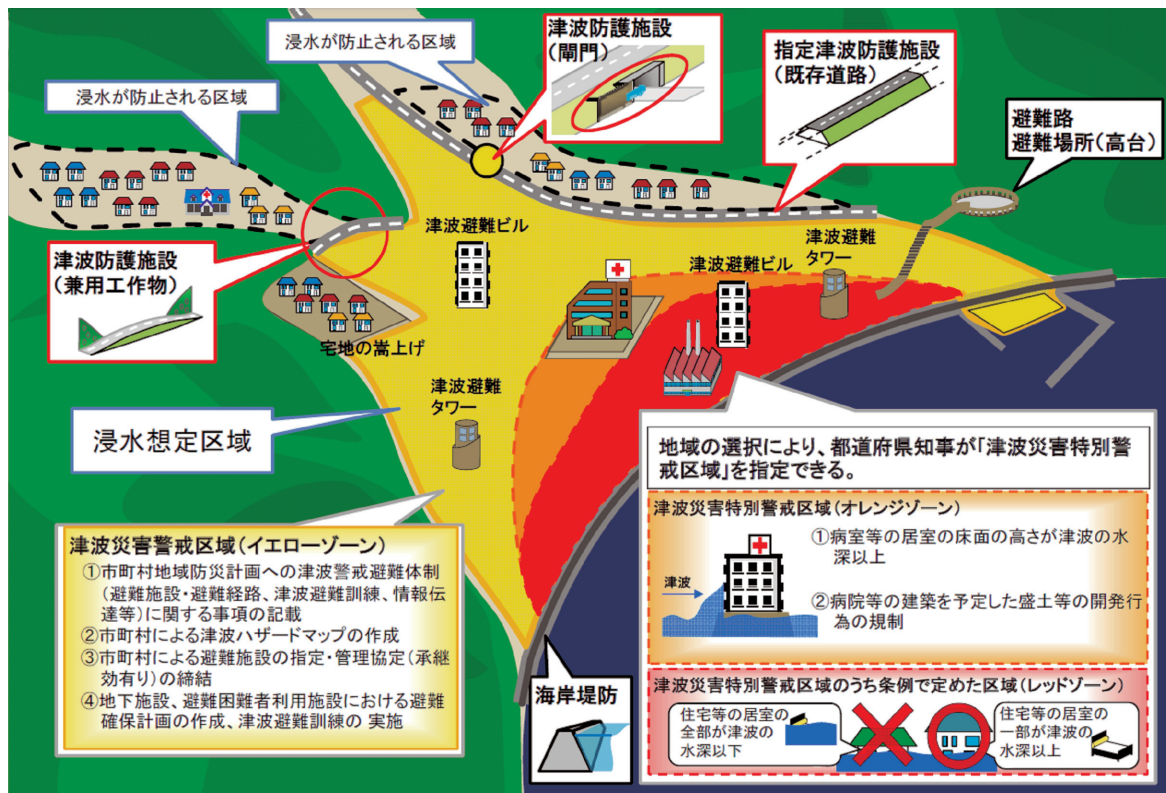 浸水が防止される区域
浸水が防止される区域
津波防護施設
（閘門）
指定津波防護施設
（既存道路）
避難路
避難場所（高台）
津波防護施設
（兼用工作物）
津波避難ビル
津波避難ビル
津波避難
タワー
宅地の嵩上げ
津波避難
タワー
浸水想定区域
津波災害警戒区域（イエローゾーン）
①市町村地域防災計画への津波警戒避難体制
（避難施設・避難経路、津波避難訓練、情報伝
達等）に関する事項の記載
②市町村による津波ハザードマップの作成
③市町村による避難施設の指定・管理協定（承継
効有り）の締結
④地下施設、避難困難者利用施設における避難
確保計画の作成、津波避難訓練の 実施
海岸堤防
地域の選択により、都道府県知事が「津波災害特別警
戒区域」を指定できる。
津波災害特別警戒区域（オレンジゾーン）
津波
①病室等の居室の床面の高さが津波の水
深以上
②病院等の建築を予定した盛土等の開発行
為の規制
津波災害特別警戒区域のうち条例で定めた区域（レッドゾーン）
住宅等の居室の
全部が津波の
水深以下
住宅等の居室の
一部が津波の
水深以上